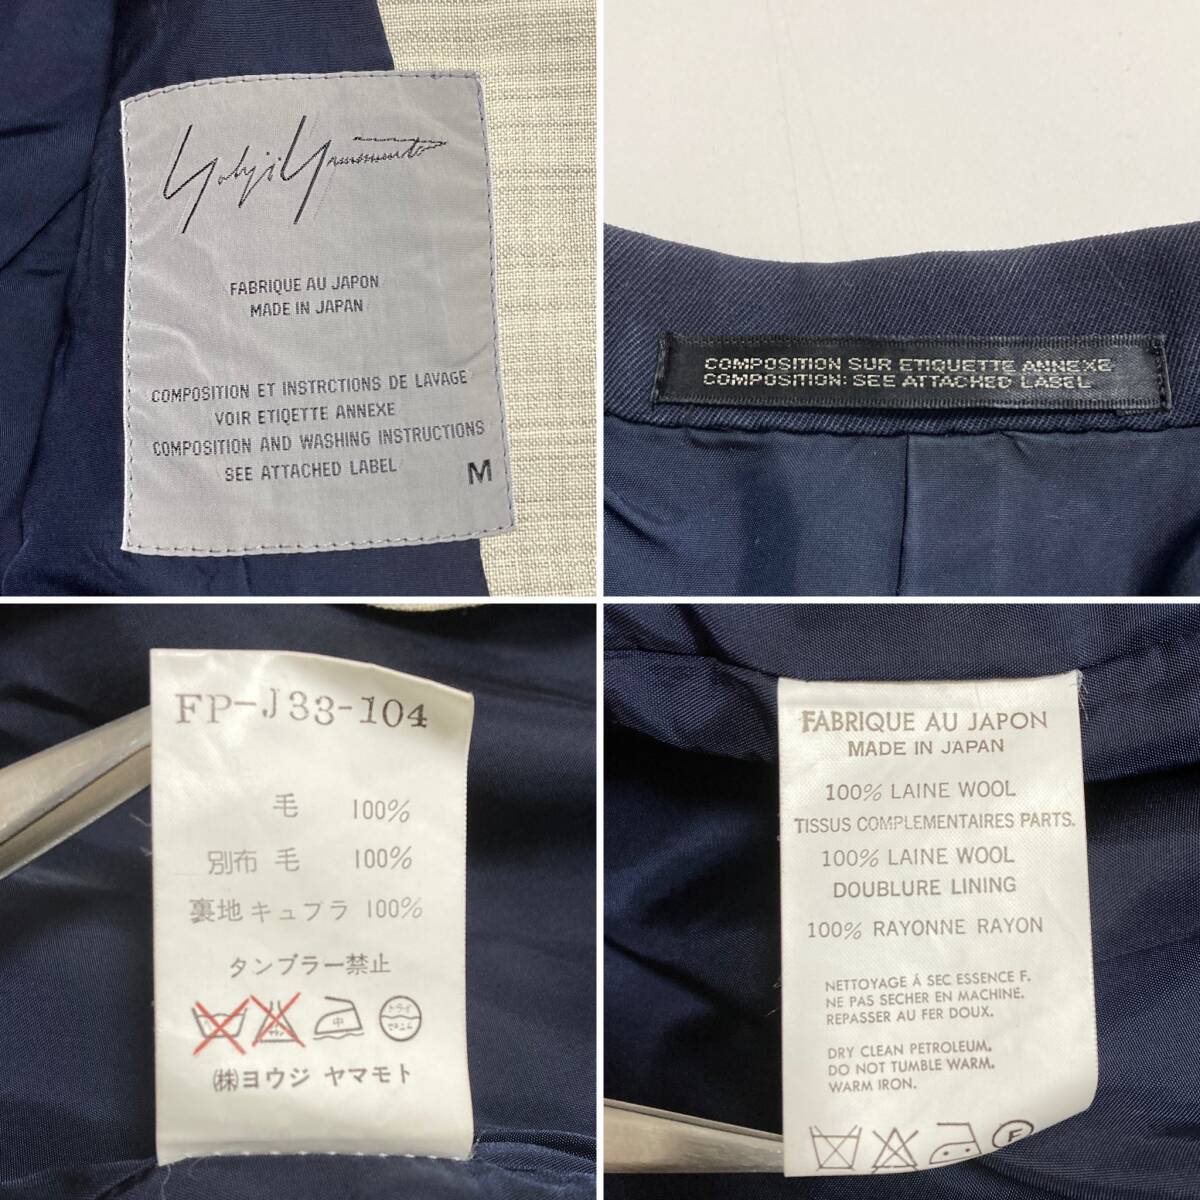 Yohji Yamamoto
FABRIQUE AU JAPON
MADE IN JAPAN
COMPOSITION ET INSTRCTIONS DE LAVAGE
VOIR ETIQETTE ANNEXE
COMPOSITION AND WASHING INSTRUCTIONS
SEE ATTACHED LABEL
M
COMPOSITION SUR ETIQUETTE ANNEXE
COMPOSITION: SEE ATTACHED LABEL
FP-J33-104
毛 100%
別布 毛 100%
裏地 キュプラ 100%
タンブラー禁止
中 ドライ
㈱ヨウジ ヤマモト
FABRIQUE AU JAPON
MADE IN JAPAN
100% LAINE WOOL
TISSUS COMPLEMENTAIRES PARTS.
100% LAINE WOOL
DOUBLURE LINING
100% RAYONNE RAYON
NETTOYAGE Á SEC ESSENCE F.
NE PAS SECHER EN MACHINE.
REPASSER AU FER DOUX.
DRY CLEAN PETROLEUM.
DO NOT TUMBLE WARM.
WARM IRON.
F